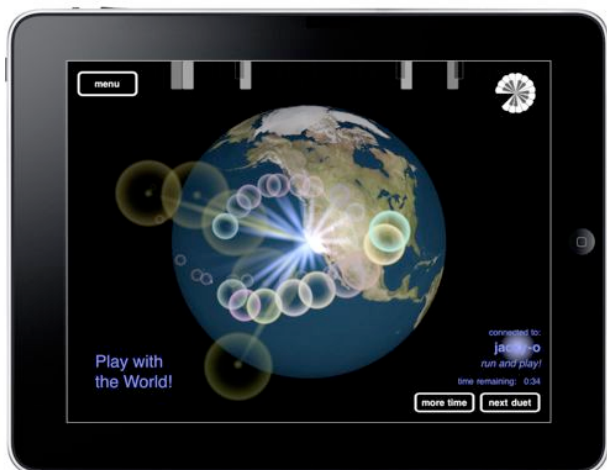 menu
Play with
the World!
connected to:
run and play!
time remaining: 0:34
more time
next duet